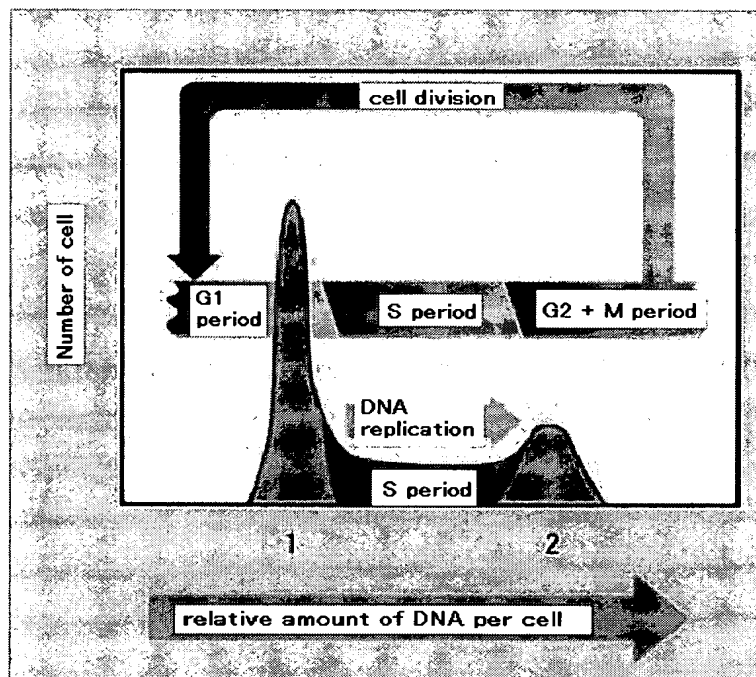 cell division
Number of cell
G1
period
S period
G2 + M period
DNA
replication
S period
1
2
relative amount of DNA per cell